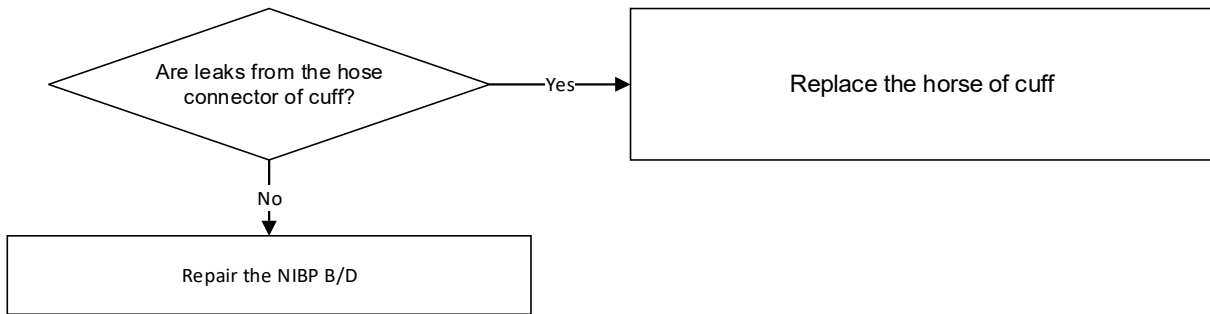 Are leaks from the hose
connector of cuff?
Yes
Replace the horse of cuff
No
Repair the NIBP B/D